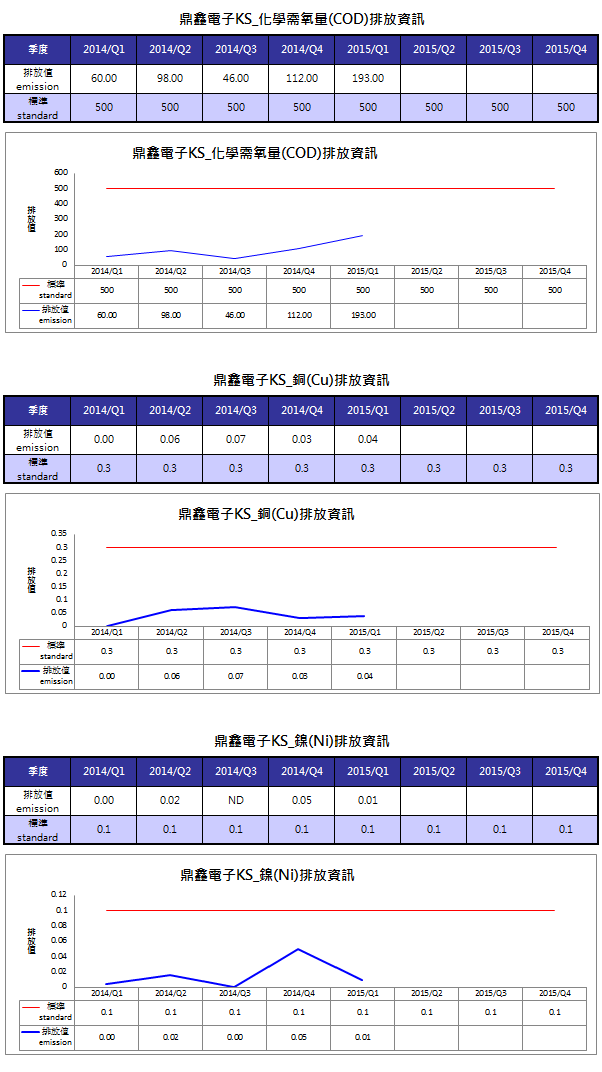 鼎鑫電子KS_化學需氧量(COD)排放資訊
季度 2014/Q1 2014/Q2 2014/Q3 2014/Q4 2015/Q1 2015/Q2 2015/Q3 2015/Q4
排放值
emission 60.00 98.00 46.00 112.00 193.00
標準
standard 500 500 500 500 500 500 500 500
鼎鑫電子KS_化學需氧量(COD)排放資訊
排放值
600
500
400
300
200
100
0
2014/Q1 2014/Q2 2014/Q3 2014/Q4 2015/Q1 2015/Q2 2015/Q3 2015/Q4
標準
standard 500 500 500 500 500 500 500 500
排放值
emission 60.00 98.00 46.00 112.00 193.00
鼎鑫電子KS_銅(Cu)排放資訊
季度 2014/Q1 2014/Q2 2014/Q3 2014/Q4 2015/Q1 2015/Q2 2015/Q3 2015/Q4
排放值
emission 0.00 0.06 0.07 0.03 0.04
標準
standard 0.3 0.3 0.3 0.3 0.3 0.3 0.3 0.3
鼎鑫電子KS_銅(Cu)排放資訊
排放值
0.35
0.3
0.25
0.2
0.15
0.1
0.05
0
2014/Q1 2014/Q2 2014/Q3 2014/Q4 2015/Q1 2015/Q2 2015/Q3 2015/Q4
標準
standard 0.3 0.3 0.3 0.3 0.3 0.3 0.3 0.3
排放值
emission 0.00 0.06 0.07 0.03 0.04
鼎鑫電子KS_鎳(Ni)排放資訊
季度 2014/Q1 2014/Q2 2014/Q3 2014/Q4 2015/Q1 2015/Q2 2015/Q3 2015/Q4
排放值
emission 0.00 0.02 ND 0.05 0.01
標準
standard 0.1 0.1 0.1 0.1 0.1 0.1 0.1 0.1
鼎鑫電子KS_鎳(Ni)排放資訊
排放值
0.12
0.1
0.08
0.06
0.04
0.02
0
2014/Q1 2014/Q2 2014/Q3 2014/Q4 2015/Q1 2015/Q2 2015/Q3 2015/Q4
標準
standard 0.1 0.1 0.1 0.1 0.1 0.1 0.1 0.1
排放值
emission 0.00 0.02 0.00 0.05 0.01